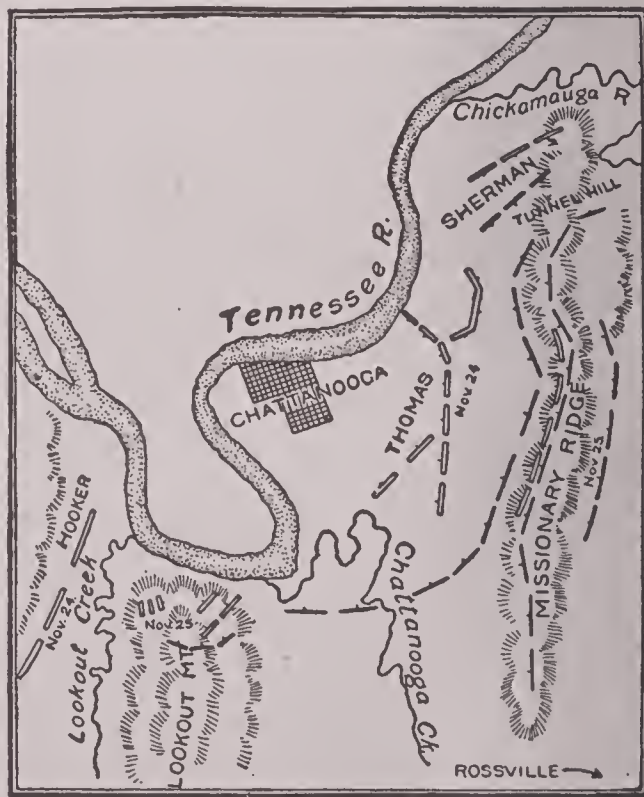 Chickamauga R
SHERMAN
TUNNEL HILL
Tennessee R.
CHATTANOOGA
THOMAS
Nov. 24
MISSIONARY RIDGE
Nov. 25
HOOKER
Nov. 24
Lookout Creek
Nov. 25
LOOKOUT MT.
Chattanooga Ch.
ROSSVILLE